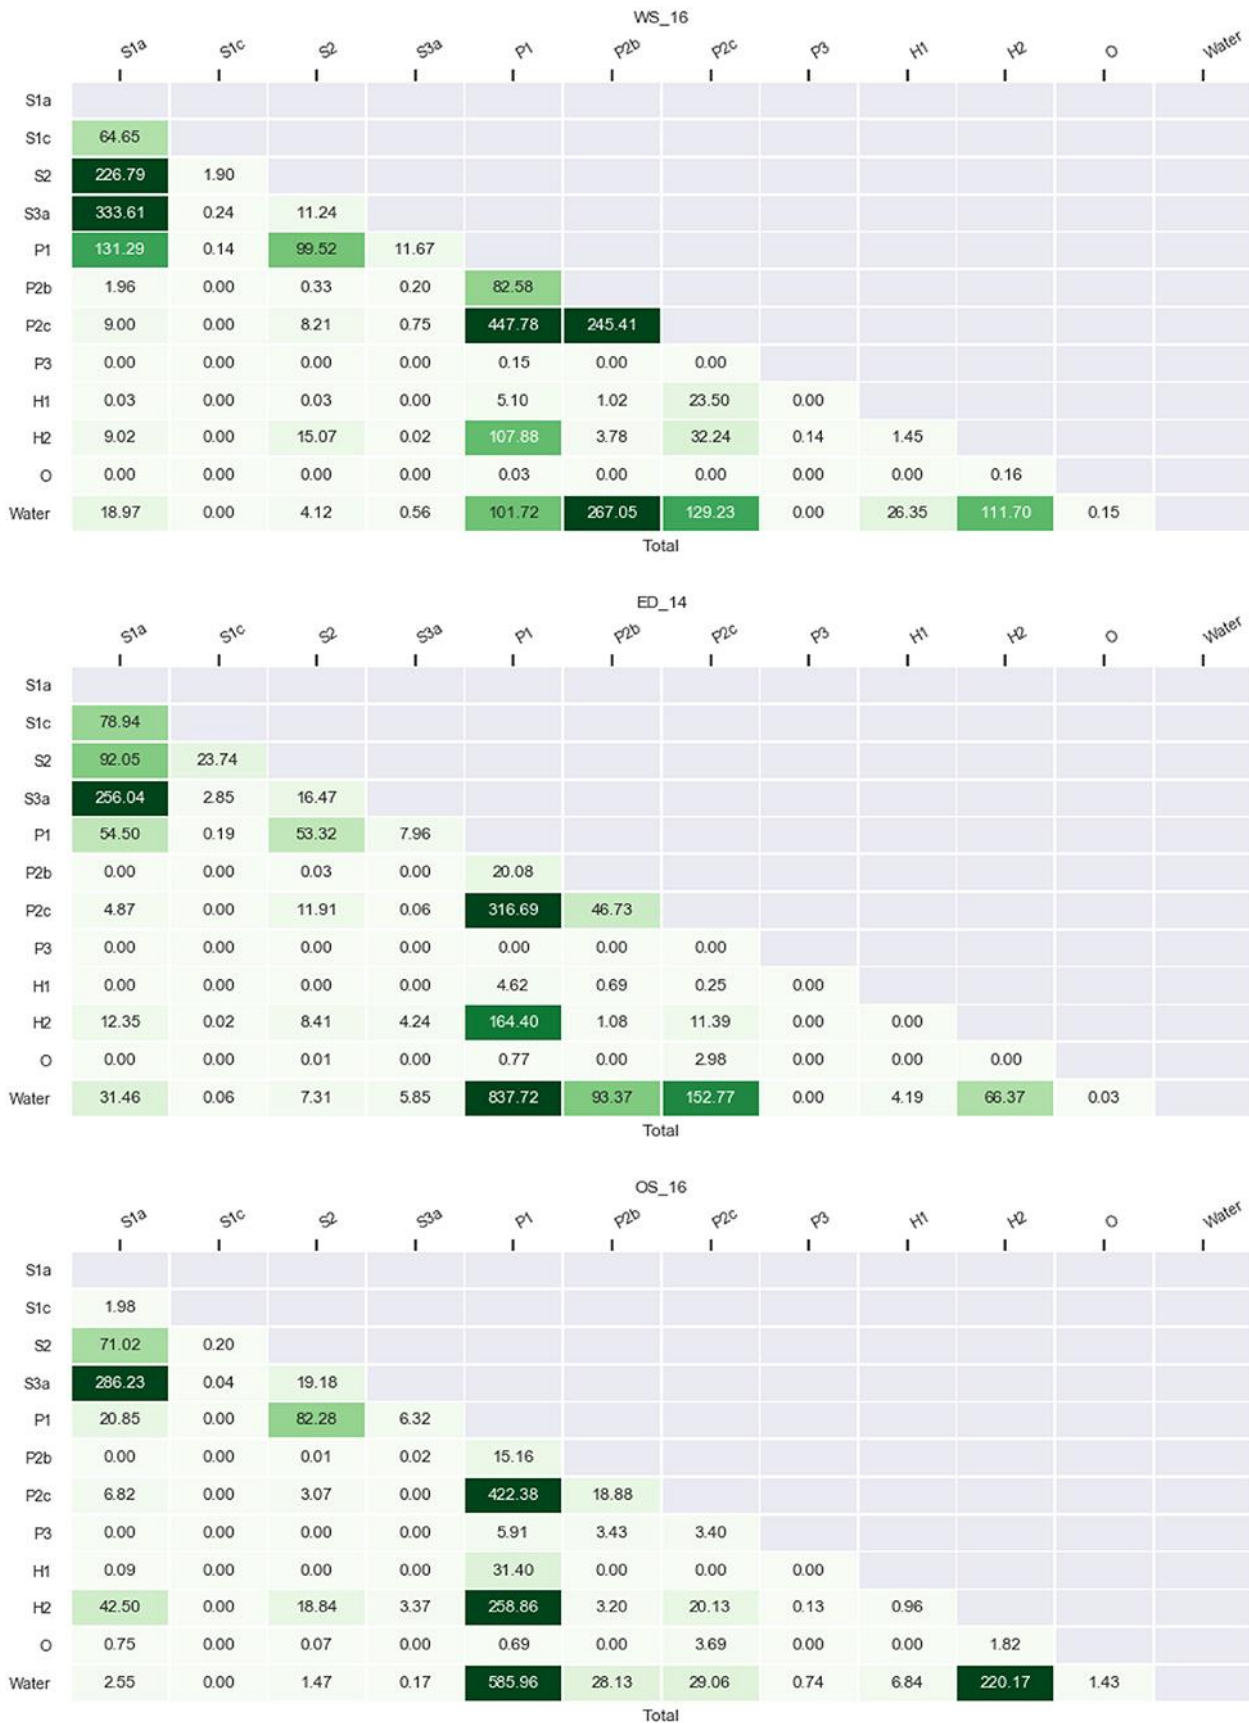 WS_16
S1a S1c S2 S3a P1 P2b P2c P3 H1 H2 O Water
S1a
S1c 64.65
S2 226.79 1.90
S3a 333.61 0.24 11.24
P1 131.29 0.14 99.52 11.67
P2b 1.96 0.00 0.33 0.20 82.58
P2c 9.00 0.00 8.21 0.75 447.78 245.41
P3 0.00 0.00 0.00 0.00 0.15 0.00 0.00
H1 0.03 0.00 0.03 0.00 5.10 1.02 23.50 0.00
H2 9.02 0.00 15.07 0.02 107.88 3.78 32.24 0.14 1.45
O 0.00 0.00 0.00 0.00 0.03 0.00 0.00 0.00 0.00 0.16
Water 18.97 0.00 4.12 0.56 101.72 267.05 129.23 0.00 26.35 111.70 0.15
Total
ED_14
S1a S1c S2 S3a P1 P2b P2c P3 H1 H2 O Water
S1a
S1c 78.94
S2 92.05 23.74
S3a 256.04 2.85 16.47
P1 54.50 0.19 53.32 7.96
P2b 0.00 0.00 0.03 0.00 20.08
P2c 4.87 0.00 11.91 0.06 316.69 46.73
P3 0.00 0.00 0.00 0.00 0.00 0.00 0.00
H1 0.00 0.00 0.00 0.00 4.62 0.69 0.25 0.00
H2 12.35 0.02 8.41 4.24 164.40 1.08 11.39 0.00 0.00
O 0.00 0.00 0.01 0.00 0.77 0.00 2.98 0.00 0.00 0.00
Water 31.46 0.06 7.31 5.85 837.72 93.37 152.77 0.00 4.19 66.37 0.03
Total
OS_16
S1a S1c S2 S3a P1 P2b P2c P3 H1 H2 O Water
S1a
S1c 1.98
S2 71.02 0.20
S3a 286.23 0.04 19.18
P1 20.85 0.00 82.28 6.32
P2b 0.00 0.00 0.01 0.02 15.16
P2c 6.82 0.00 3.07 0.00 422.38 18.88
P3 0.00 0.00 0.00 0.00 5.91 3.43 3.40
H1 0.09 0.00 0.00 0.00 31.40 0.00 0.00 0.00
H2 42.50 0.00 18.84 3.37 258.86 3.20 20.13 0.13 0.96
O 0.75 0.00 0.07 0.00 0.69 0.00 3.69 0.00 0.00 1.82
Water 2.55 0.00 1.47 0.17 585.96 28.13 29.06 0.74 6.84 220.17 1.43
Total